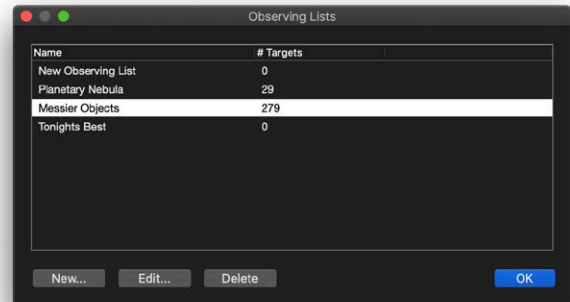 Observing Lists
Name # Targets
New Observing List 0
Planetary Nebula 29
Messier Objects 279
Tonights Best 0
New... Edit... Delete OK